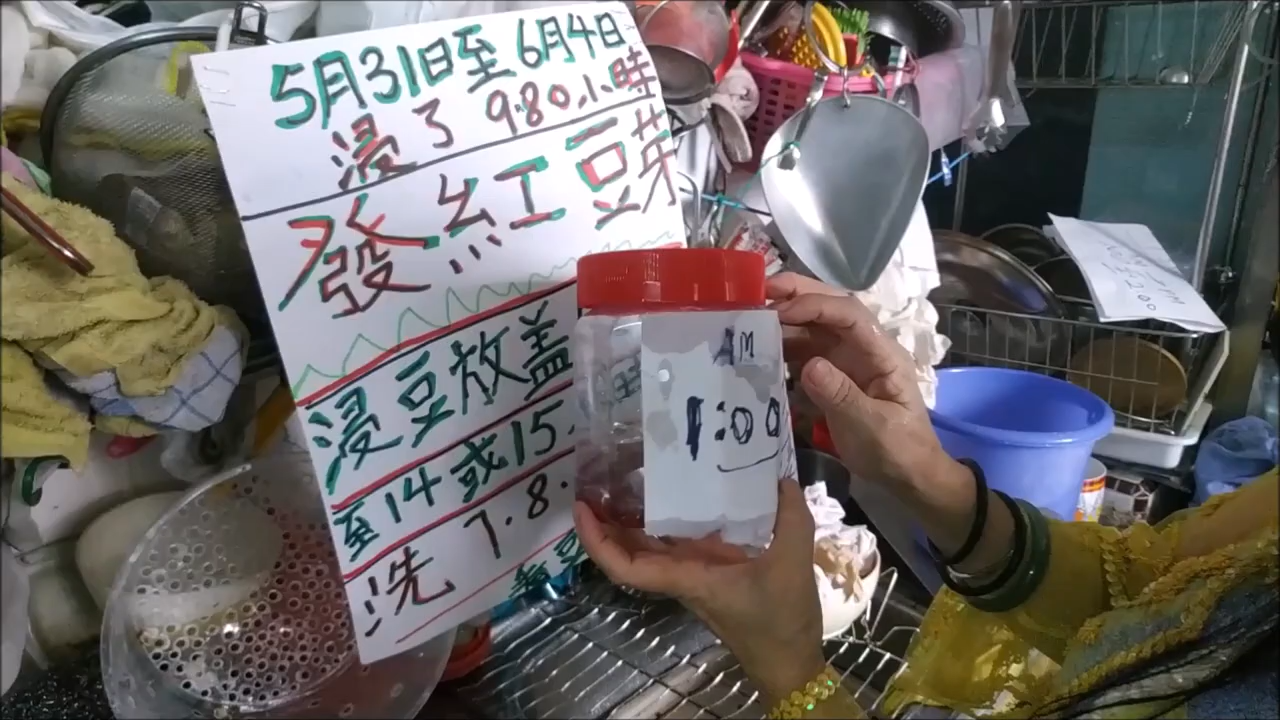 5月31日至6月4日
浸了9.80小時
發紅豆芽
浸豆放盖
至14或15.
洗 7.8.
豆
AM
1:00